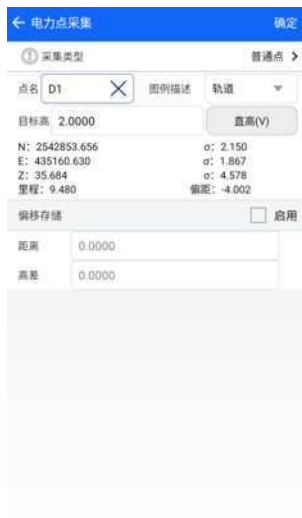 ← 电力点采集 确定
① 采集类型 普通点 >
点名 D1 图例描述 轨道
目标高 2.0000 直高(V)
N: 2542853.656 σ: 2.150
E: 435160.630 σ: 1.867
Z: 35.684 σ: 4.578
里程: 9.480 偏距: -4.002
偏移存储 启用
距离 0.0000
高差 0.0000